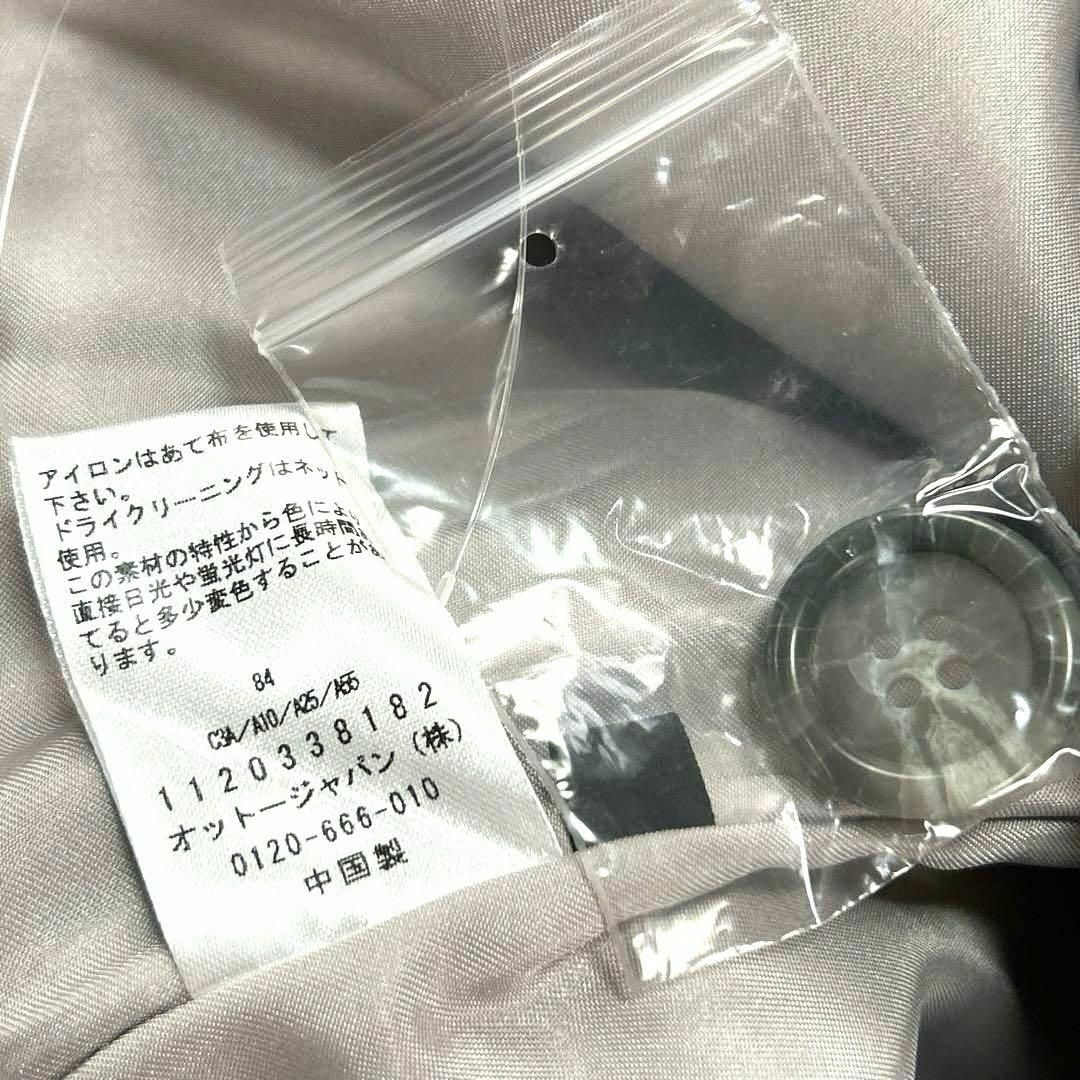 アイロンはあて布を使用して
下さい。
ドライクリーニングはネット
使用。
この素材の特性から色により
直接日光や蛍光灯に長時間
てると多少変色することがあ
ります。
84
C34/A10/A25/A55
1120338182
オットージャパン(株)
0120-666-010
中国製